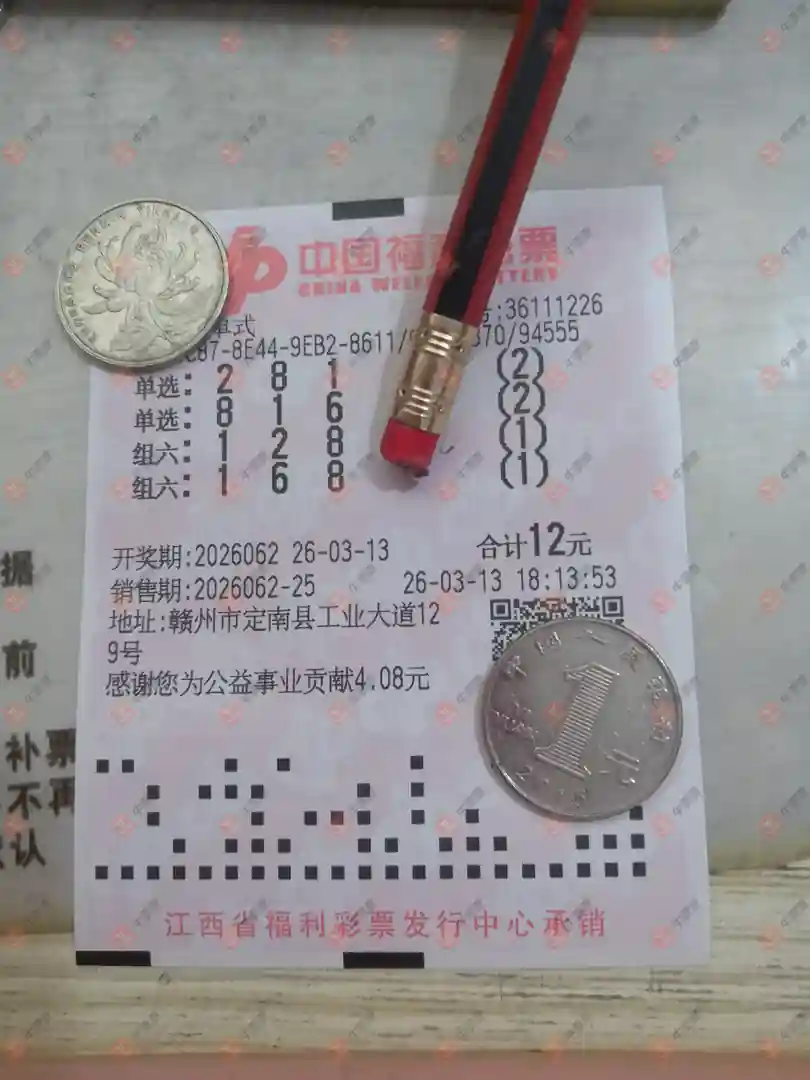 中国福 票
CHINA WELF TTERY
单式 号:36111226
C87-8E44-9EB2-8611/ 370/94555
单选: 2 8 1 (2)
单选: 8 1 6 (2)
组六: 1 2 8 (1)
组六: 1 6 8 (1)
开奖期:2026062 26-03-13 合计12元
销售期:2026062-25 26-03-13 18:13:53
地址:赣州市定南县工业大道12
9号
感谢您为公益事业贡献4.08元
江西省福利彩票发行中心承销
1
据
前
补票
不再
认